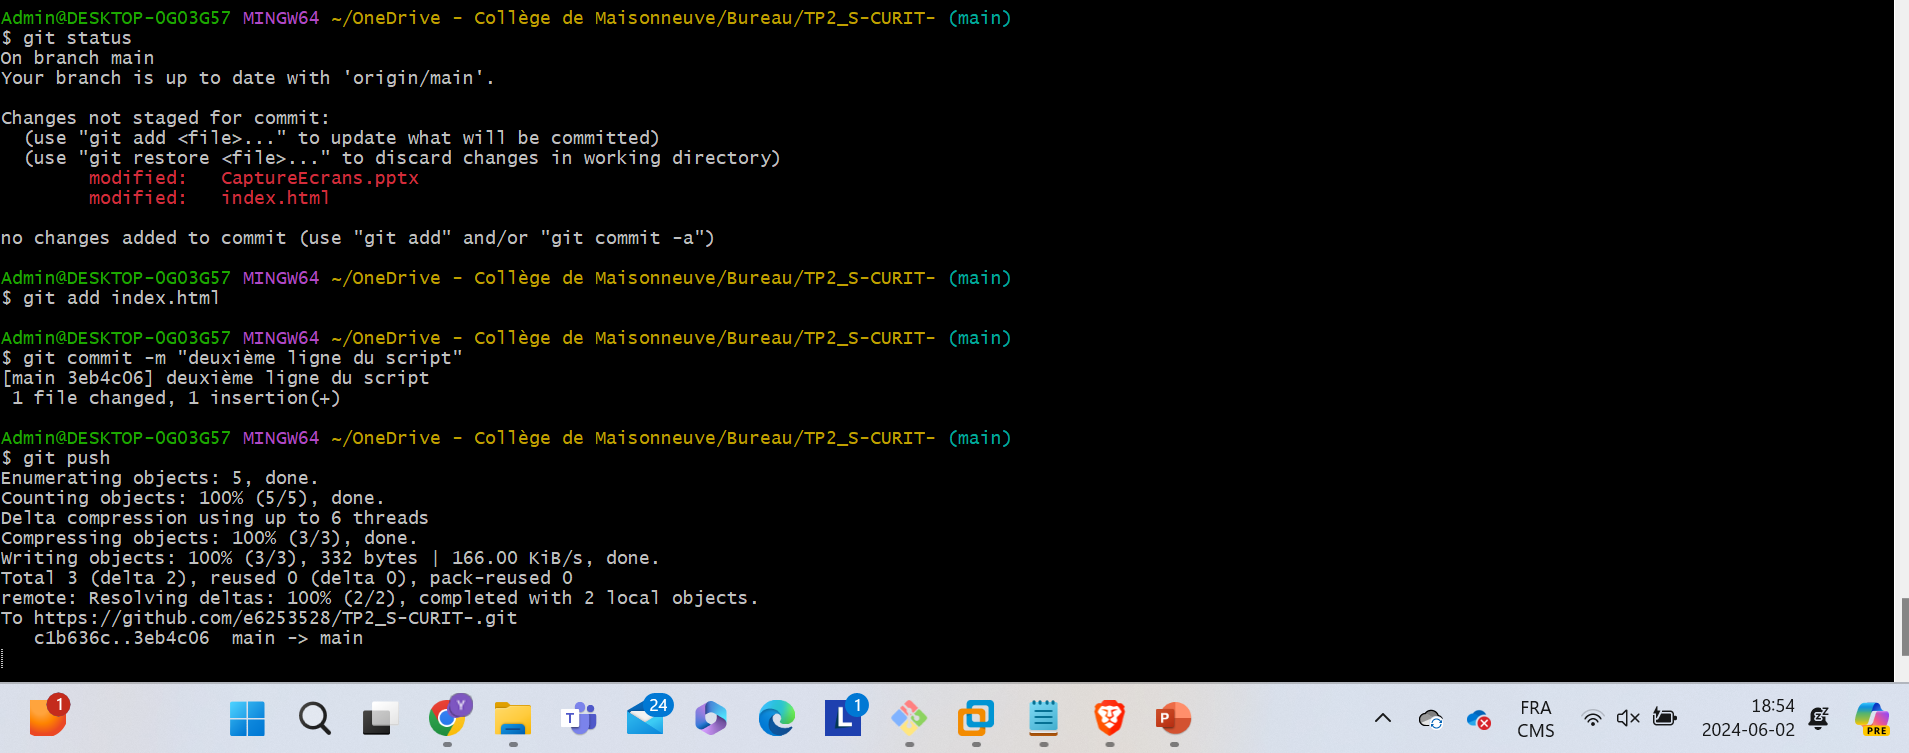 Admin@DESKTOP-0G03G57 MINGW64 ~/OneDrive - Collège de Maisonneuve/Bureau/TP2_S-CURIT- (main)
$ git status
On branch main
Your branch is up to date with 'origin/main'.
Changes not staged for commit:
  (use "git add <file>..." to update what will be committed)
  (use "git restore <file>..." to discard changes in working directory)
        modified:   CaptureEcrans.pptx
        modified:   index.html
no changes added to commit (use "git add" and/or "git commit -a")
Admin@DESKTOP-0G03G57 MINGW64 ~/OneDrive - Collège de Maisonneuve/Bureau/TP2_S-CURIT- (main)
$ git add index.html
Admin@DESKTOP-0G03G57 MINGW64 ~/OneDrive - Collège de Maisonneuve/Bureau/TP2_S-CURIT- (main)
$ git commit -m "deuxième ligne du script"
[main 3eb4c06] deuxième ligne du script
 1 file changed, 1 insertion(+)
Admin@DESKTOP-0G03G57 MINGW64 ~/OneDrive - Collège de Maisonneuve/Bureau/TP2_S-CURIT- (main)
$ git push
Enumerating objects: 5, done.
Counting objects: 100% (5/5), done.
Delta compression using up to 6 threads
Compressing objects: 100% (3/3), done.
Writing objects: 100% (3/3), 332 bytes | 166.00 KiB/s, done.
Total 3 (delta 2), reused 0 (delta 0), pack-reused 0
remote: Resolving deltas: 100% (2/2), completed with 2 local objects.
To https://github.com/e6253528/TP2_S-CURIT-.git
   c1b636c..3eb4c06  main -> main
1
Y
T
24
L
1
P
FRA
CMS
18:54
2024-06-02
PRE